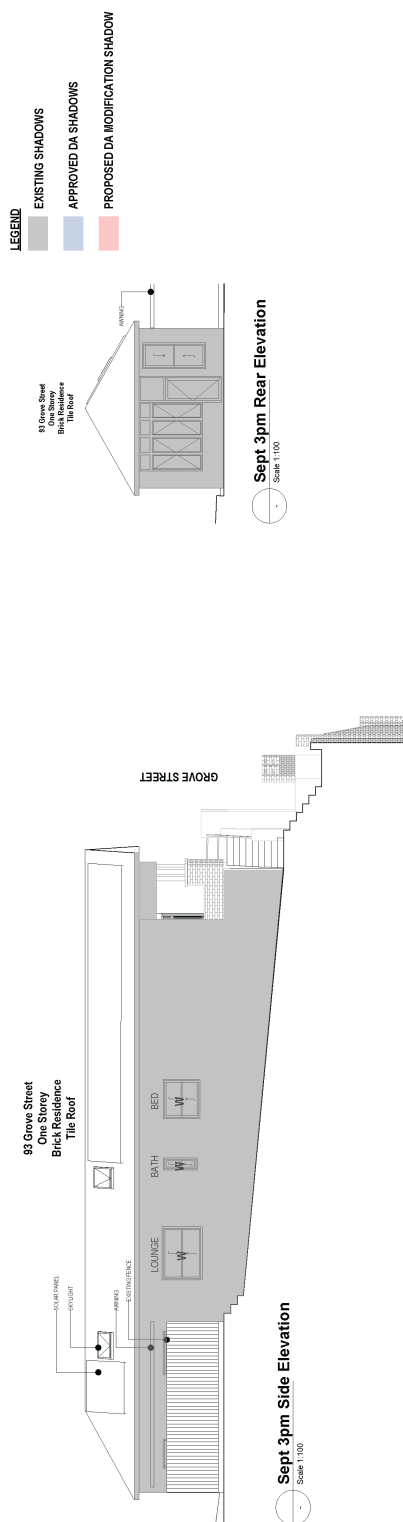 93 Grove Street
One Storey
Brick Residence
Tile Roof
SOLAR PANEL
SKYLIGHT
AWNING
EXISTING FENCE
LOUNGE
BATH
BED
W
W
W
GROVE STREET
Sept 3pm Side Elevation
Scale 1:100
-
93 Grove Street
One Storey
Brick Residence
Tile Roof
AWNING
Sept 3pm Rear Elevation
Scale 1:100
-
LEGEND
EXISTING SHADOWS
APPROVED DA SHADOWS
PROPOSED DA MODIFICATION SHADOW